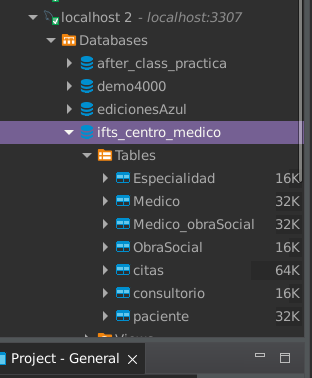 localhost 2 - localhost:3307
Databases
after_class_practica
demo4000
edicionesAzul
ifts_centro_medico
Tables
Especialidad 16K
Medico 32K
Medico_obraSocial 32K
ObraSocial 16K
citas 64K
consultorio 16K
paciente 32K
Views
Project - General